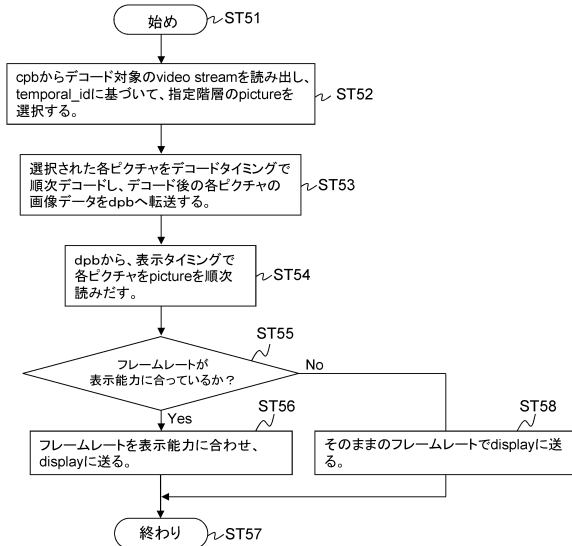 始め
ST51
cpbからデコード対象のvideo streamを読み出し、
temporal_idに基づいて、指定階層のpictureを
選択する。
ST52
選択された各ピクチャをデコードタイミングで
順次デコードし、デコード後の各ピクチャの
画像データをdpbへ転送する。
ST53
dpbから、表示タイミングで
各ピクチャをpictureを順次
読みだす。
ST54
ST55
フレームレートが
表示能力に合っているか？
No
Yes
ST56
フレームレートを表示能力に合わせ、
displayに送る。
ST58
そのままのフレームレートでdisplayに送
る。
終わり
ST57